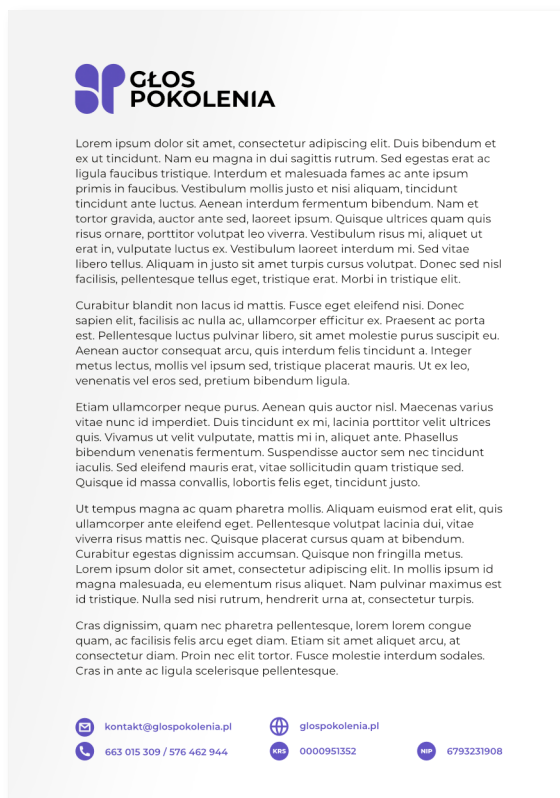 GŁOS
POKOLENIA
Lorem ipsum dolor sit amet, consectetur adipiscing elit. Duis bibendum et
ex ut tincidunt. Nam eu magna in dui sagittis rutrum. Sed egestas erat ac
ligula faucibus tristique. Interdum et malesuada fames ac ante ipsum
primis in faucibus. Vestibulum mollis justo et nisi aliquam, tincidunt
tincidunt ante luctus. Aenean interdum fermentum bibendum. Nam et
tortor gravida, auctor ante sed, laoreet ipsum. Quisque ultrices quam quis
risus ornare, porttitor volutpat leo viverra. Vestibulum risus mi, aliquet ut
erat in, vulputate luctus ex. Vestibulum laoreet interdum mi. Sed vitae
libero tellus. Aliquam in justo sit amet turpis cursus volutpat. Donec sed nisl
facilisis, pellentesque tellus eget, tristique erat. Morbi in tristique elit.
Curabitur blandit non lacus id mattis. Fusce eget eleifend nisi. Donec
sapien elit, facilisis ac nulla ac, ullamcorper efficitur ex. Praesent ac porta
est. Pellentesque luctus pulvinar libero, sit amet molestie purus suscipit eu.
Aenean auctor consequat arcu, quis interdum felis tincidunt a. Integer
metus lectus, mollis vel ipsum sed, tristique placerat mauris. Ut ex leo,
venenatis vel eros sed, pretium bibendum ligula.
Etiam ullamcorper neque purus. Aenean quis auctor nisl. Maecenas varius
vitae nunc id imperdiet. Duis tincidunt ex mi, lacinia porttitor velit ultrices
quis. Vivamus ut velit vulputate, mattis mi in, aliquet ante. Phasellus
bibendum venenatis fermentum. Suspendisse auctor sem nec tincidunt
iaculis. Sed eleifend mauris erat, vitae sollicitudin quam tristique sed.
Quisque id massa convallis, lobortis felis eget, tincidunt justo.
Ut tempus magna ac quam pharetra mollis. Aliquam euismod erat elit, quis
ullamcorper ante eleifend eget. Pellentesque volutpat lacinia dui, vitae
viverra risus mattis nec. Quisque placerat cursus quam at bibendum.
Curabitur egestas dignissim accumsan. Quisque non fringilla metus.
Lorem ipsum dolor sit amet, consectetur adipiscing elit. In mollis ipsum id
magna malesuada, eu elementum risus aliquet. Nam pulvinar maximus est
id tristique. Nulla sed nisi rutrum, hendrerit urna at, consectetur turpis.
Cras dignissim, quam nec pharetra pellentesque, lorem lorem congue
quam, ac facilisis felis arcu eget diam. Etiam sit amet aliquet arcu, at
consectetur diam. Proin nec elit tortor. Fusce molestie interdum sodales.
Cras in ante ac ligula scelerisque pellentesque.
kontakt@glospokolenia.pl glospokolenia.pl
663 015 309 / 576 462 944 KRS 0000951352 NIP 6793231908